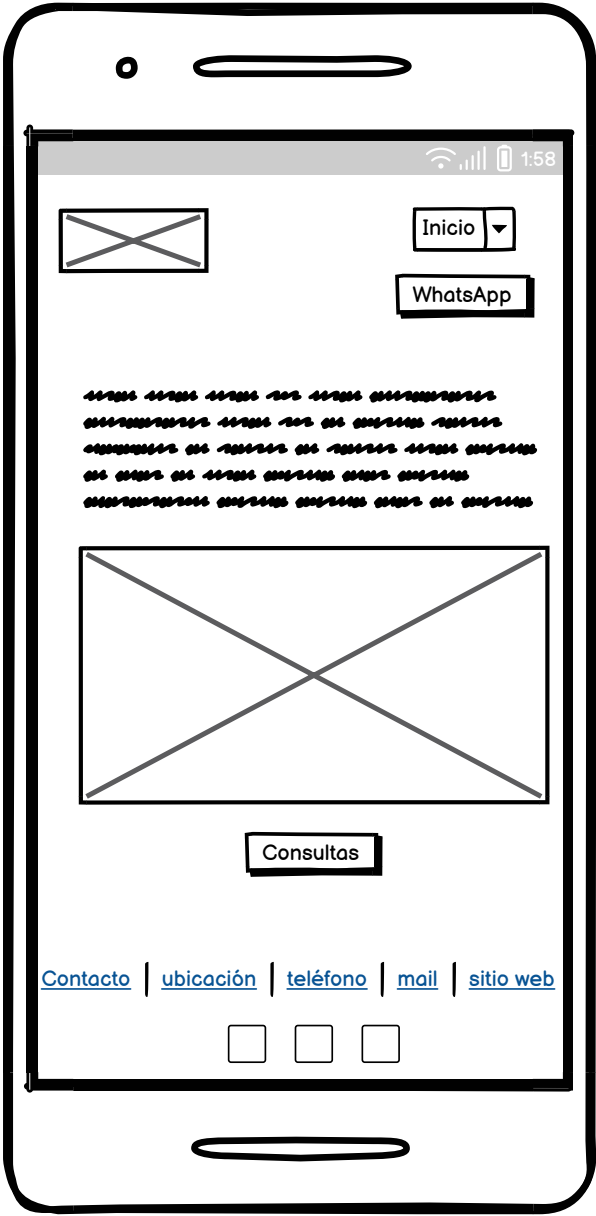 1:58
Inicio
WhatsApp
Consultas
Contacto ubicación teléfono mail sitio web